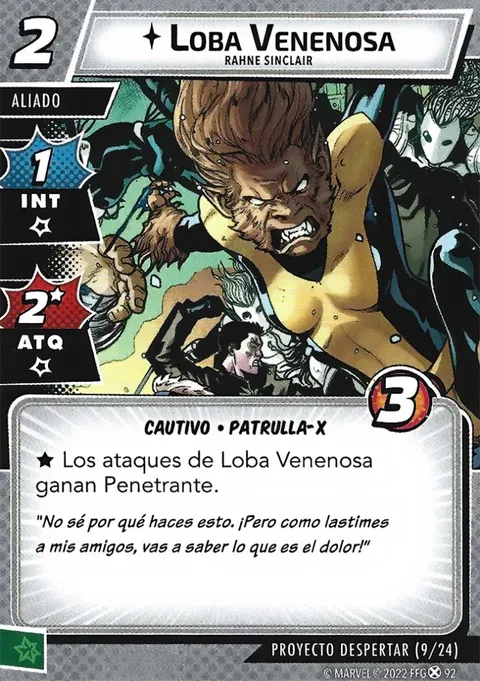 2
LOBA VENENOSA
RAHNE SINCLAIR
ALIADO
1
INT
2
ATQ
3
CAUTIVO • PATRULLA-X
★ Los ataques de Loba Venenosa
ganan Penetrante.
"No sé por qué haces esto. ¡Pero como lastimes
a mis amigos, vas a saber lo que es el dolor!"
PROYECTO DESPERTAR (9/24)
© MARVEL © 2022 FFG 92